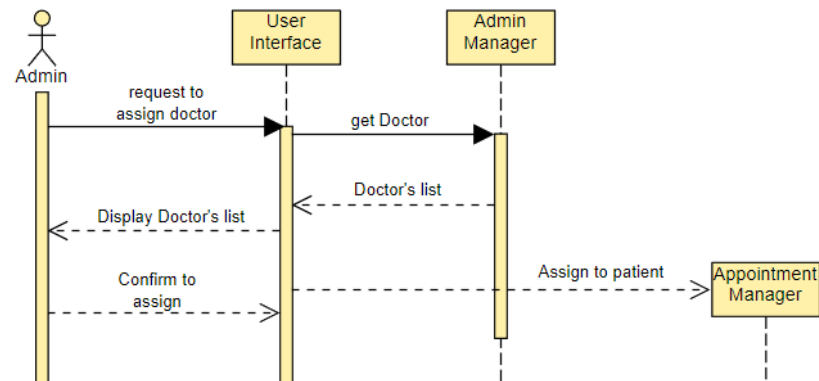 User
Interface
Admin
Manager
Admin
request to
assign doctor
get Doctor
Doctor's list
Display Doctor's list
Assign to patient
Appointment
Manager
Confirm to
assign